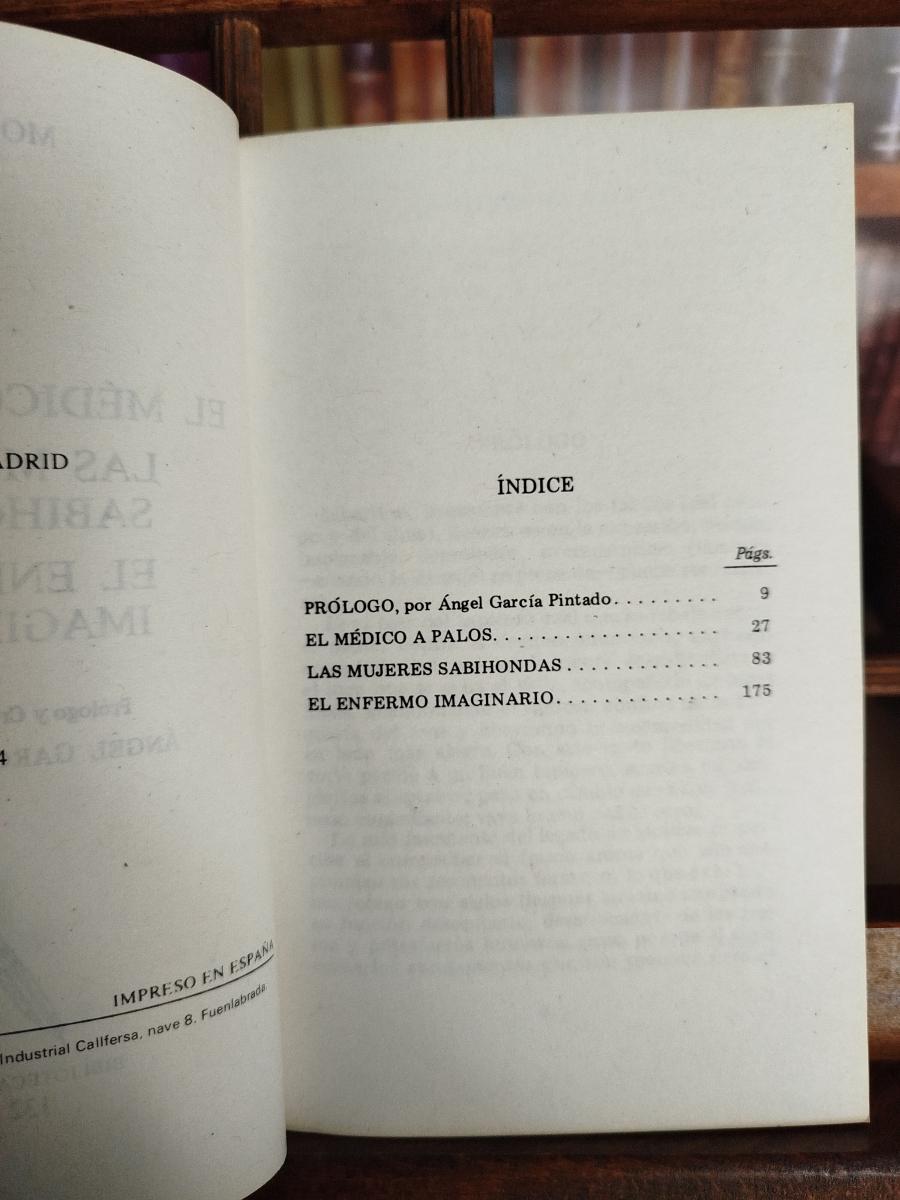 ADRID
4
IMPRESO EN ESPAÑA
Industrial Callfersa, nave 8. Fuenlabrada.
ÍNDICE
Págs.
PRÓLOGO, por Ángel García Pintado. . . . . . . . . 9
EL MÉDICO A PALOS. . . . . . . . . . . . . . . . . . . 27
LAS MUJERES SABIHONDAS . . . . . . . . . . . . . 83
EL ENFERMO IMAGINARIO. . . . . . . . . . . . . . 175